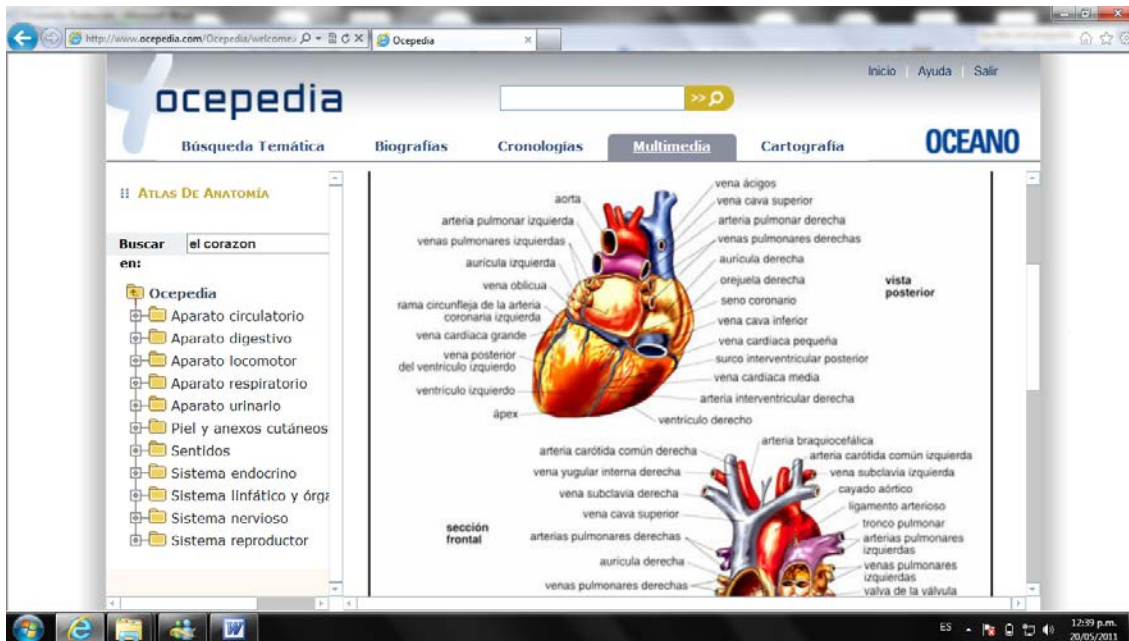 http://www.ocepedia.com/Ocepedia/welcome.
Ocepedia
Inicio
Ayuda
Salir
ocepedia
>>
Búsqueda Temática
Biografías
Cronologías
Multimedia
Cartografía
OCEANO
ATLAS DE ANATOMÍA
Buscar en:
el corazon
Ocepedia
Aparato circulatorio
Aparato digestivo
Aparato locomotor
Aparato respiratorio
Aparato urinario
Piel y anexos cutáneos
Sentidos
Sistema endocrino
Sistema linfático y órga
Sistema nervioso
Sistema reproductor
aorta
arteria pulmonar izquierda
venas pulmonares izquierdas
aurícula izquierda
vena oblicua
rama circunfleja de la arteria
coronaria izquierda
vena cardiaca grande
vena posterior
del ventrículo izquierdo
ventrículo izquierdo
ápex
vena ácigos
vena cava superior
arteria pulmonar derecha
venas pulmonares derechas
aurícula derecha
orejuela derecha
seno coronario
vena cava inferior
vena cardíaca pequeña
surco interventricular posterior
vena cardíaca media
arteria interventricular derecha
ventrículo derecho
vista
posterior
arteria carótida común derecha
vena yugular interna derecha
vena subclavia derecha
vena cava superior
arterias pulmonares derechas
aurícula derecha
venas pulmonares derechas
sección
frontal
arteria braquiocefálica
arteria carótida común izquierda
vena subclavia izquierda
cayado aórtico
ligamento arterioso
tronco pulmonar
arterias pulmonares
izquierdas
venas pulmonares
izquierdas
valva de la válvula
ES
12:39 p.m.
20/05/2011